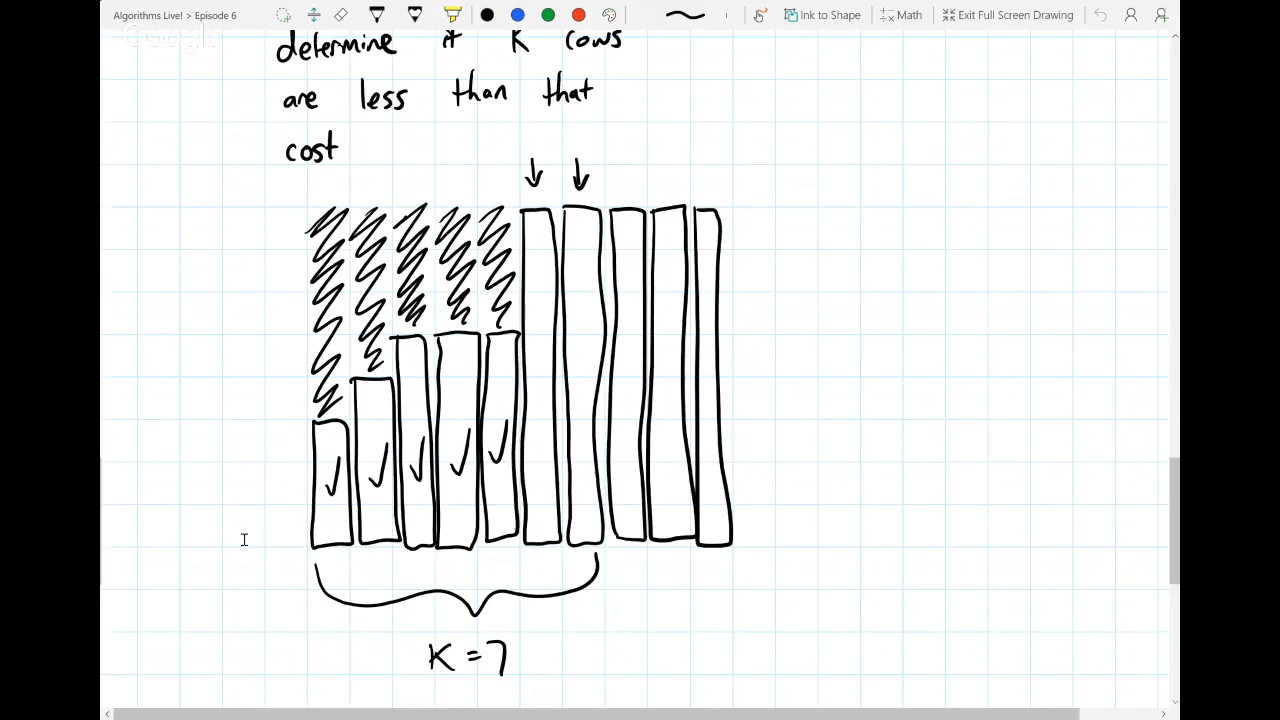 Algorithms Live! > Episode 6
Ink to Shape
Math
Exit Full Screen Drawing
Google
determine if K cows
are less than that
cost
K = 7